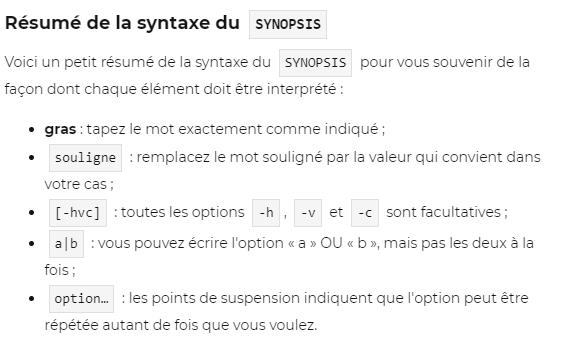 Résumé de la syntaxe du SYNOPSIS
Voici un petit résumé de la syntaxe du SYNOPSIS pour vous souvenir de la
façon dont chaque élément doit être interprété :
• gras : tapez le mot exactement comme indiqué ;
• souligne : remplacez le mot souligné par la valeur qui convient dans
votre cas ;
• [-hvc] : toutes les options -h , -v et -c sont facultatives ;
• a|b : vous pouvez écrire l'option « a » OU « b », mais pas les deux à la
fois ;
• option… : les points de suspension indiquent que l'option peut être
répétée autant de fois que vous voulez.